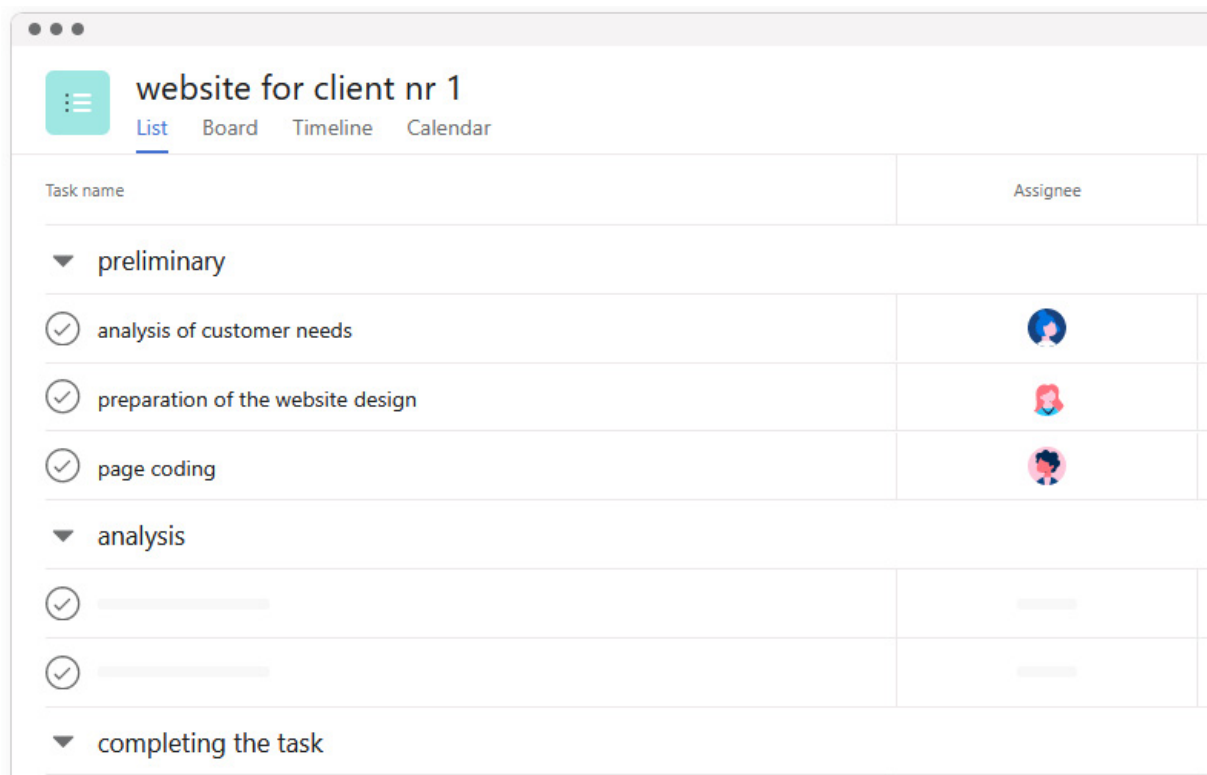 website for client nr 1
List Board Timeline Calendar
Task name Assignee
preliminary
analysis of customer needs
preparation of the website design
page coding
analysis
completing the task